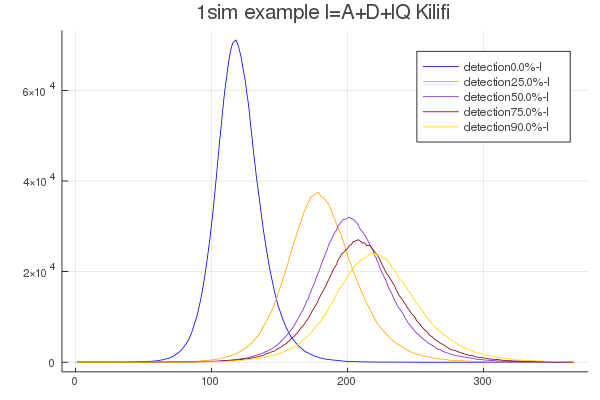 1sim example I=A+D+IQ Kilifi
detection0.0%-I
detection25.0%-I
detection50.0%-I
detection75.0%-I
detection90.0%-I
6×10 4
4×10 4
2×10 4
0
0 100 200 300